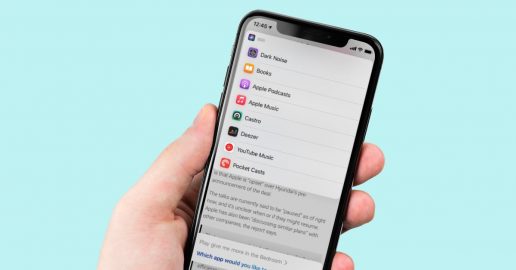 12:40
Dark Noise
Books
Apple Podcasts
Apple Music
Castro
Deezer
YouTube Music
Pocket Casts
is that Apple is "upset" over Hyundai's pre-
announcement of the deal.
The talks are currently said to be "paused" as of right
now, and it's unclear when or if they might resume.
Apple has also been "discussing similar plans" with
other companies, the report says.
Play give me more in the Bedroom
Which app would you like